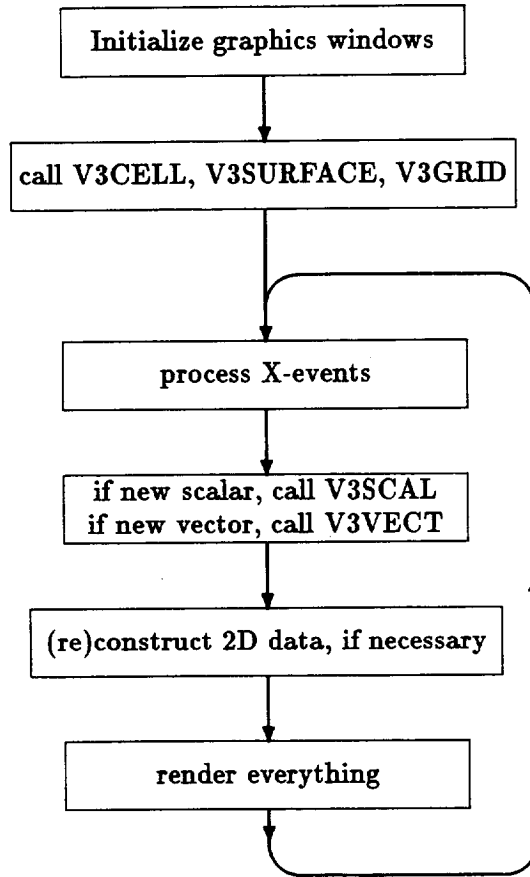 Initialize graphics windows
call V3CELL, V3SURFACE, V3GRID
process X-events
if new scalar, call V3SCAL
if new vector, call V3VECT
(re)construct 2D data, if necessary
render everything